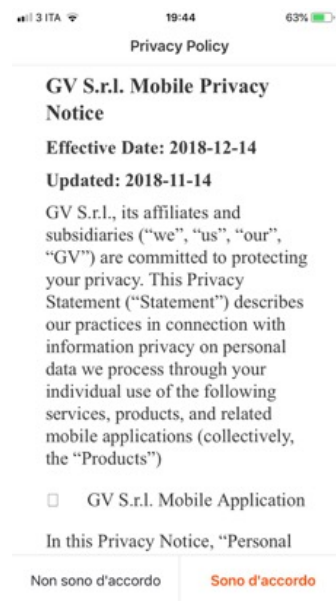 3 ITA 19:44 63%
Privacy Policy
GV S.r.l. Mobile Privacy
Notice
Effective Date: 2018-12-14
Updated: 2018-11-14
GV S.r.l., its affiliates and
subsidiaries (“we”, “us”, “our”,
“GV”) are committed to protecting
your privacy. This Privacy
Statement (“Statement”) describes
our practices in connection with
information privacy on personal
data we process through your
individual use of the following
services, products, and related
mobile applications (collectively,
the “Products”)
GV S.r.l. Mobile Application
In this Privacy Notice, “Personal
Non sono d'accordo Sono d'accordo